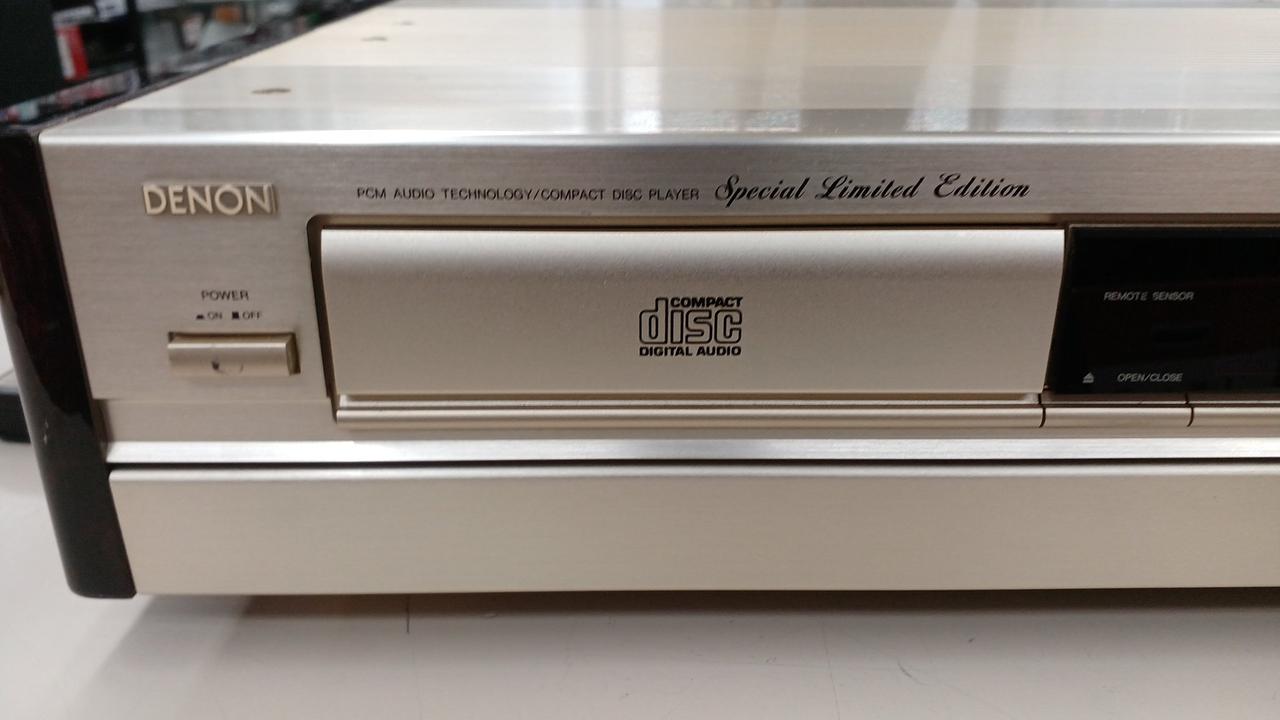 DENON
PCM AUDIO TECHNOLOGY/COMPACT DISC PLAYER Special Limited Edition
POWER
ON OFF
COMPACT
disc
DIGITAL AUDIO
REMOTE SENSOR
OPEN/CLOSE